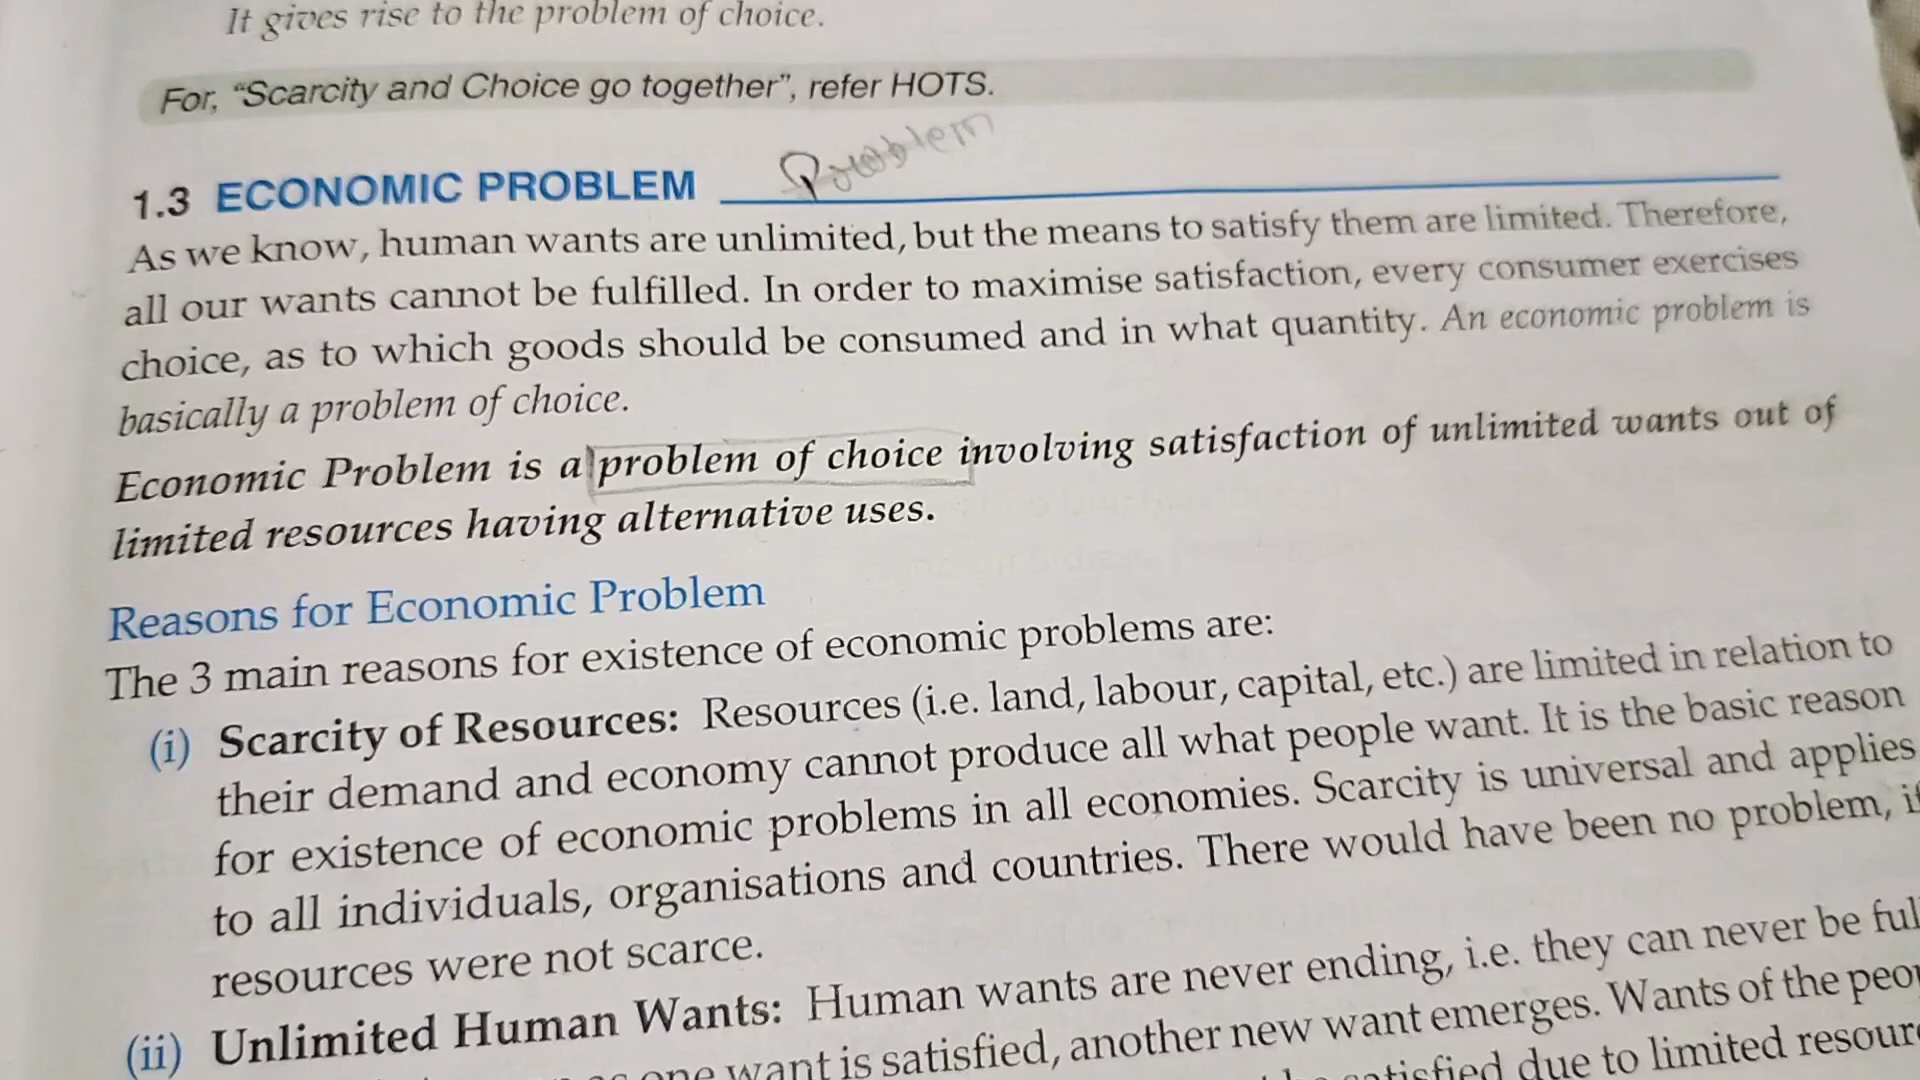 It gives rise to the problem of choice.
For, "Scarcity and Choice go together", refer HOTS.
Problem
1.3 ECONOMIC PROBLEM
As we know, human wants are unlimited, but the means to satisfy them are limited. Therefore,
all our wants cannot be fulfilled. In order to maximise satisfaction, every consumer exercises
choice, as to which goods should be consumed and in what quantity. An economic problem is
basically a problem of choice.
Economic Problem is a problem of choice involving satisfaction of unlimited wants out of
limited resources having alternative uses.
Reasons for Economic Problem
The 3 main reasons for existence of economic problems are:
(i) Scarcity of Resources: Resources (i.e. land, labour, capital, etc.) are limited in relation to
their demand and economy cannot produce all what people want. It is the basic reason
for existence of economic problems in all economies. Scarcity is universal and applies
to all individuals, organisations and countries. There would have been no problem, if
resources were not scarce.
(ii) Unlimited Human Wants: Human wants are never ending, i.e. they can never be ful
one want is satisfied, another new want emerges. Wants of the peo
satisfied due to limited resour